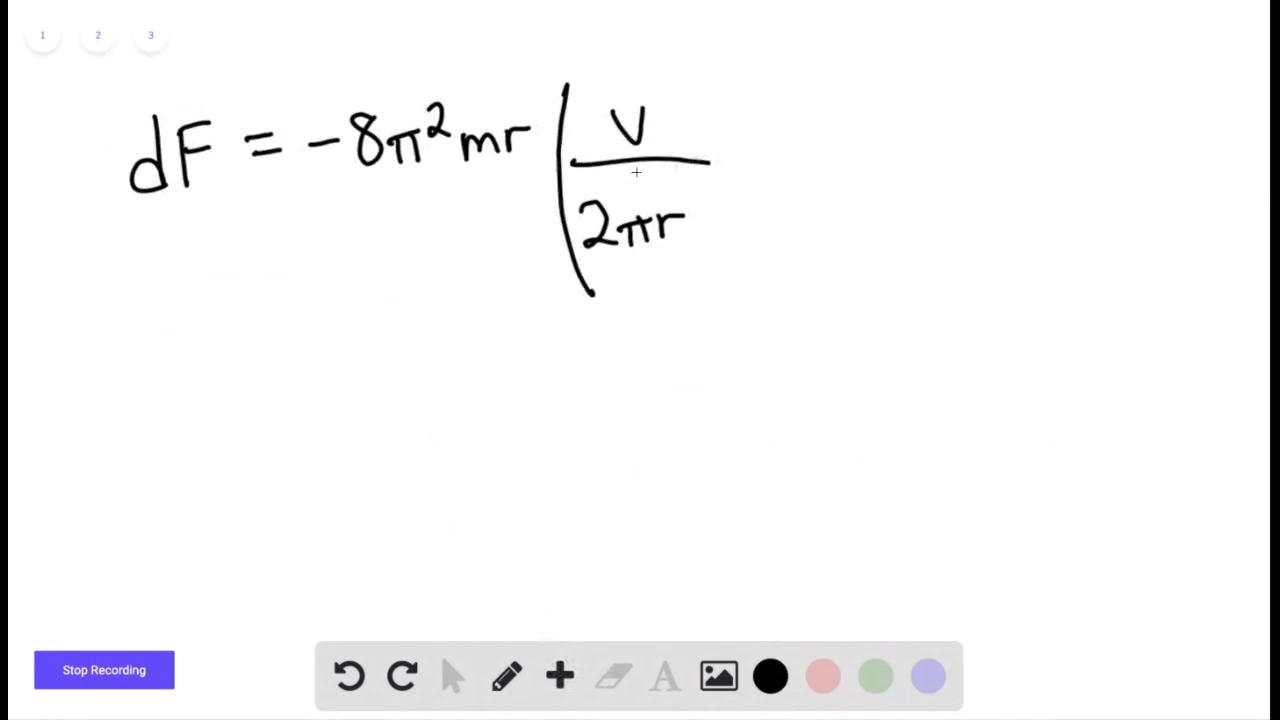 1 2 3
dF = -8π²mr ( v
2πr
Stop Recording
A